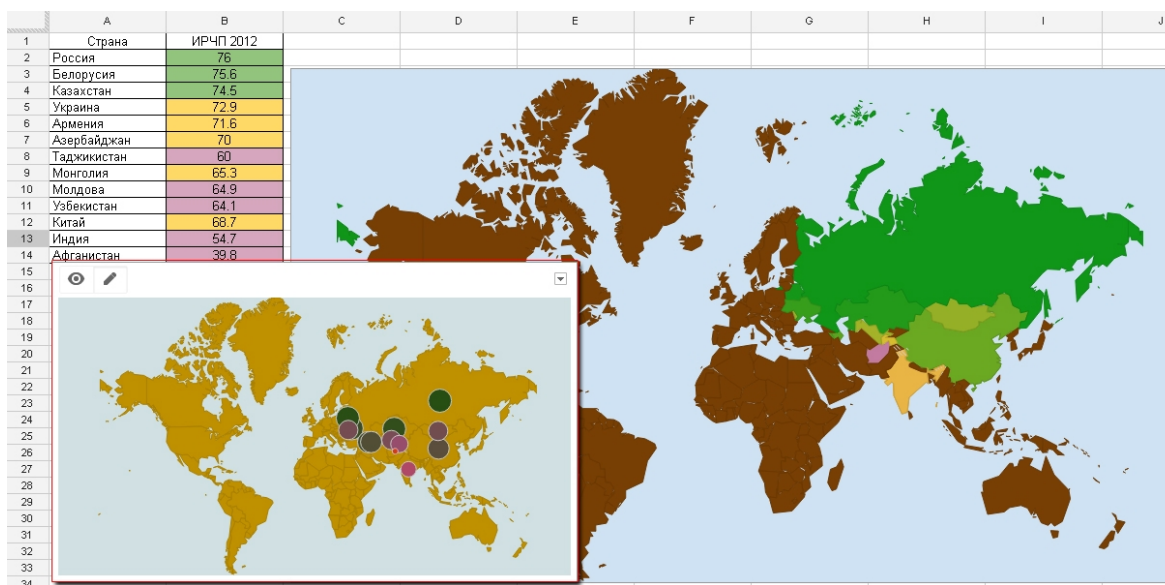 A B C D E F G H I J
1 Страна ИРЧП 2012
2 Россия 76
3 Белорусия 75.6
4 Казахстан 74.5
5 Украина 72.9
6 Армения 71.6
7 Азербайджан 70
8 Таджикистан 60
9 Монголия 65.3
10 Молдова 64.9
11 Узбекистан 64.1
12 Китай 68.7
13 Индия 54.7
14 Афганистан 39.8
15
16
17
18
19
20
21
22
23
24
25
26
27
28
29
30
31
32
33
34